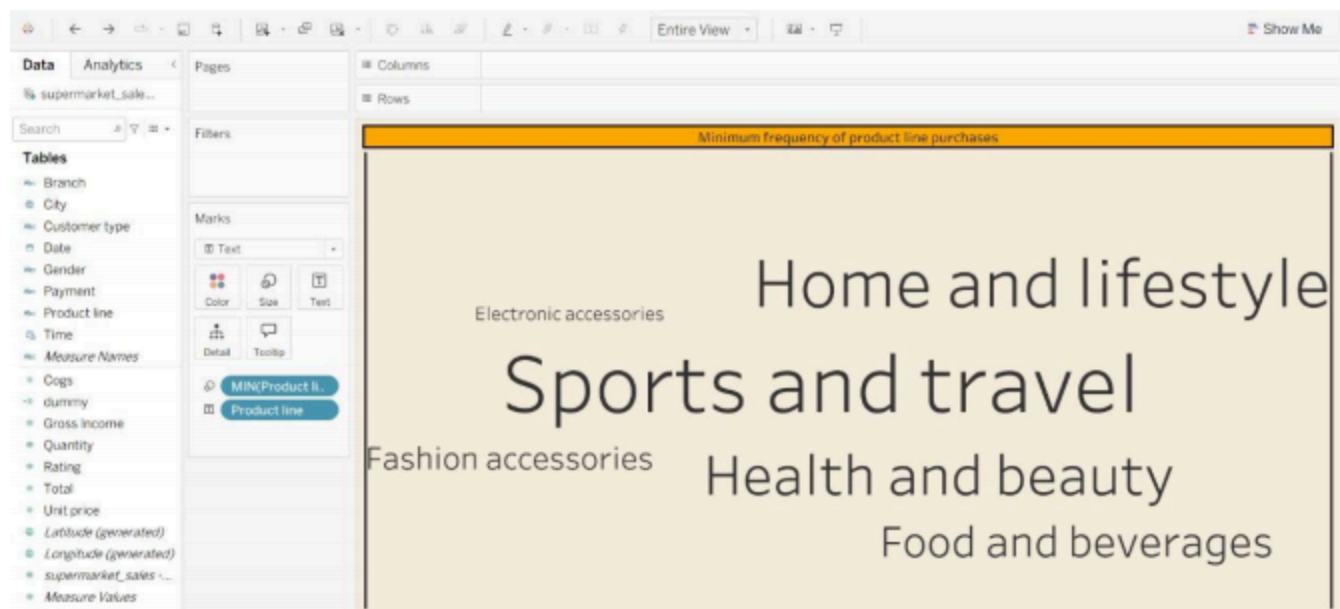 Entire View
Show Me
Data
Analytics
Pages
Columns
supermarket_sale...
Rows
Search
Filters
Minimum frequency of product line purchases
Tables
Branch
City
Customer type
Date
Gender
Payment
Product line
Time
Measure Names
Cogs
dummy
Gross income
Quantity
Rating
Total
Unit price
Latitude (generated)
Longitude (generated)
supermarket_sales -...
Measure Values
Marks
Text
Color
Size
Text
Detail
Tooltip
MIN(Product li..
Product line
Home and lifestyle
Electronic accessories
Sports and travel
Fashion accessories
Health and beauty
Food and beverages